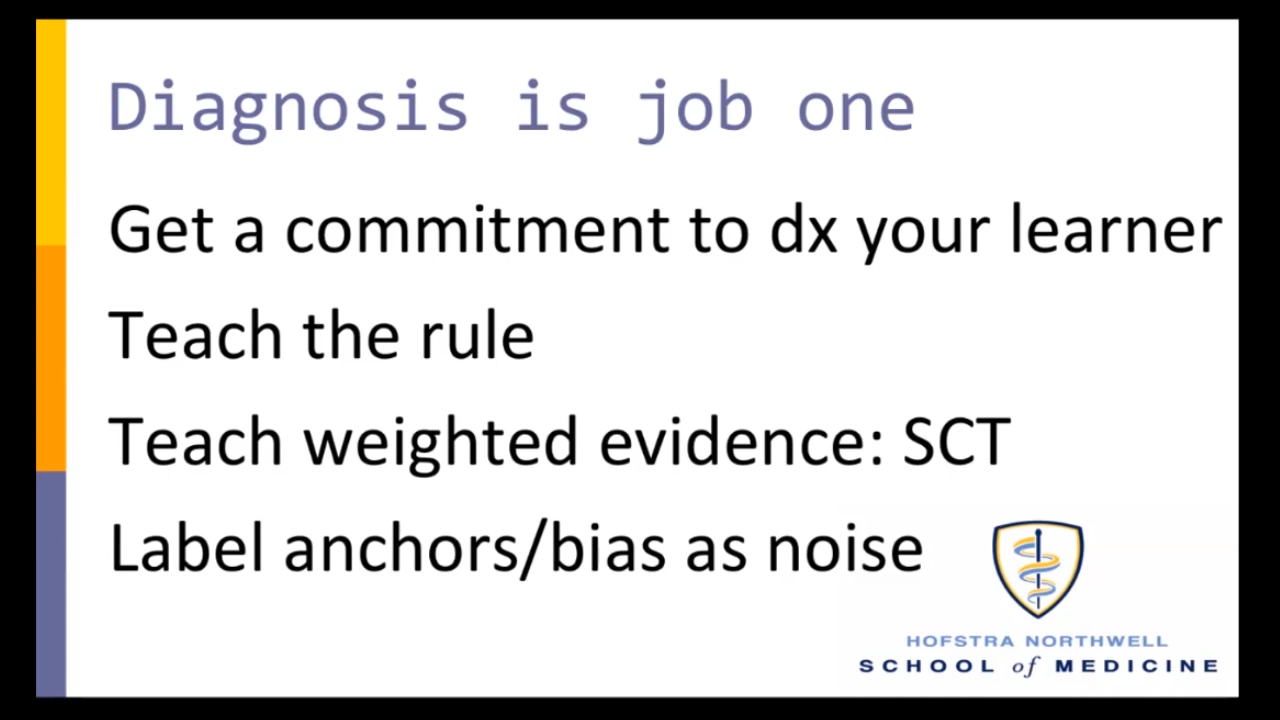 Diagnosis is job one
Get a commitment to dx your learner
Teach the rule
Teach weighted evidence: SCT
Label anchors/bias as noise
HOFSTRA NORTHWELL
SCHOOL of MEDICINE